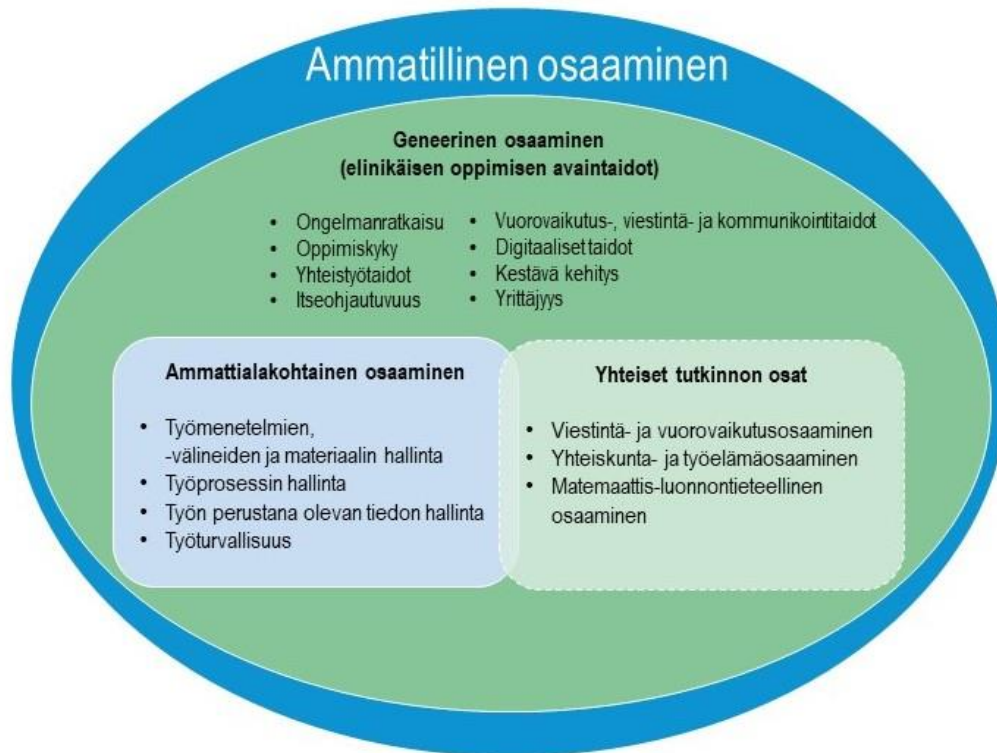 Ammatillinen osaaminen
Geneerinen osaaminen
(elinikäisen oppimisen avaintaidot)
• Ongelmanratkaisu
• Oppimiskyky
• Yhteistyötaidot
• Itseohjautuvuus
• Vuorovaikutus-, viestintä- ja kommunikointitaidot
• Digitaaliset taidot
• Kestävä kehitys
• Yrittäjyys
Ammattialakohtainen osaaminen
• Työmenetelmien,
-välineiden ja materiaalin hallinta
• Työprosessin hallinta
• Työn perustana olevan tiedon hallinta
• Työturvallisuus
Yhteiset tutkinnon osat
• Viestintä- ja vuorovaikutusosaaminen
• Yhteiskunta- ja työelämäosaaminen
• Matemaattis-luonnontieteellinen
osaaminen